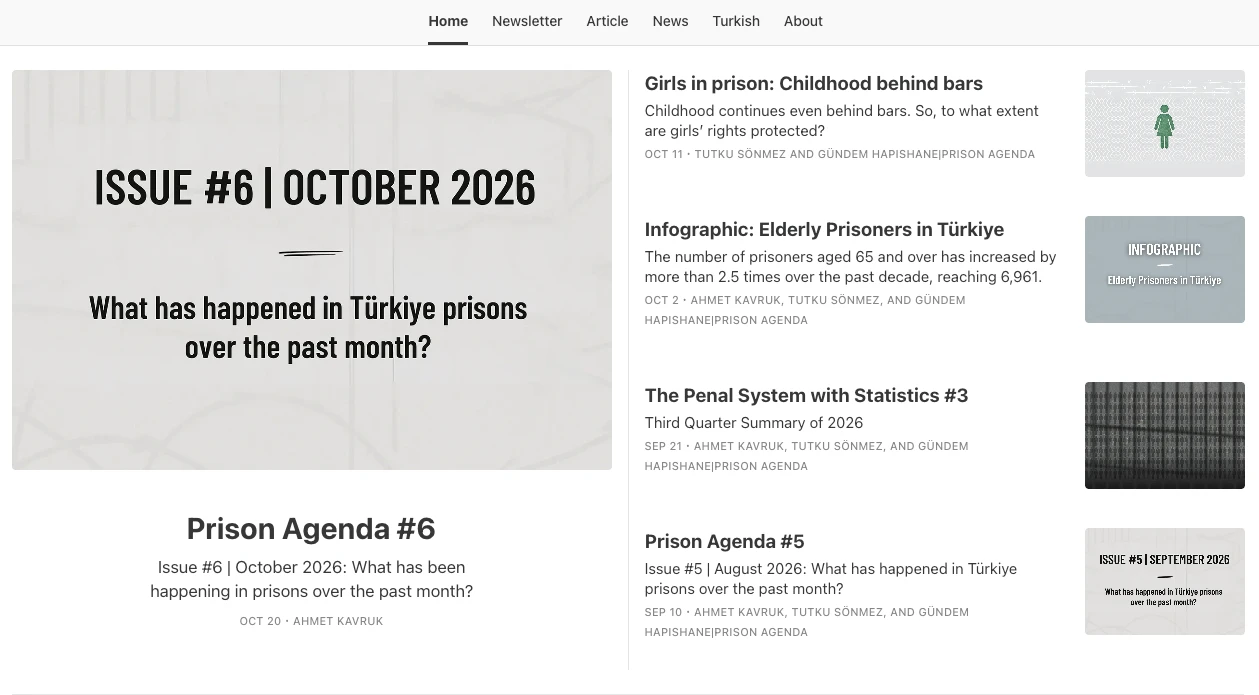 Home Newsletter Article News Turkish About
ISSUE #6 | OCTOBER 2026
What has happened in Türkiye prisons
over the past month?
Prison Agenda #6
Issue #6 | October 2026: What has been
happening in prisons over the past month?
OCT 20 • AHMET KAVRUK
Girls in prison: Childhood behind bars
Childhood continues even behind bars. So, to what extent
are girls’ rights protected?
OCT 11 • TUTKU SÖNMEZ AND GÜNDEM HAPISHANE|PRISON AGENDA
Infographic: Elderly Prisoners in Türkiye
The number of prisoners aged 65 and over has increased by
more than 2.5 times over the past decade, reaching 6,961.
OCT 2 • AHMET KAVRUK, TUTKU SÖNMEZ, AND GÜNDEM
HAPISHANE|PRISON AGENDA
INFOGRAPHIC
Elderly Prisoners in Türkiye
The Penal System with Statistics #3
Third Quarter Summary of 2026
SEP 21 • AHMET KAVRUK, TUTKU SÖNMEZ, AND GÜNDEM
HAPISHANE|PRISON AGENDA
Prison Agenda #5
Issue #5 | August 2026: What has happened in Türkiye
prisons over the past month?
SEP 10 • AHMET KAVRUK, TUTKU SÖNMEZ, AND GÜNDEM
HAPISHANE|PRISON AGENDA
ISSUE #5 | SEPTEMBER 2026
What has happened in Türkiye prisons
over the past month?